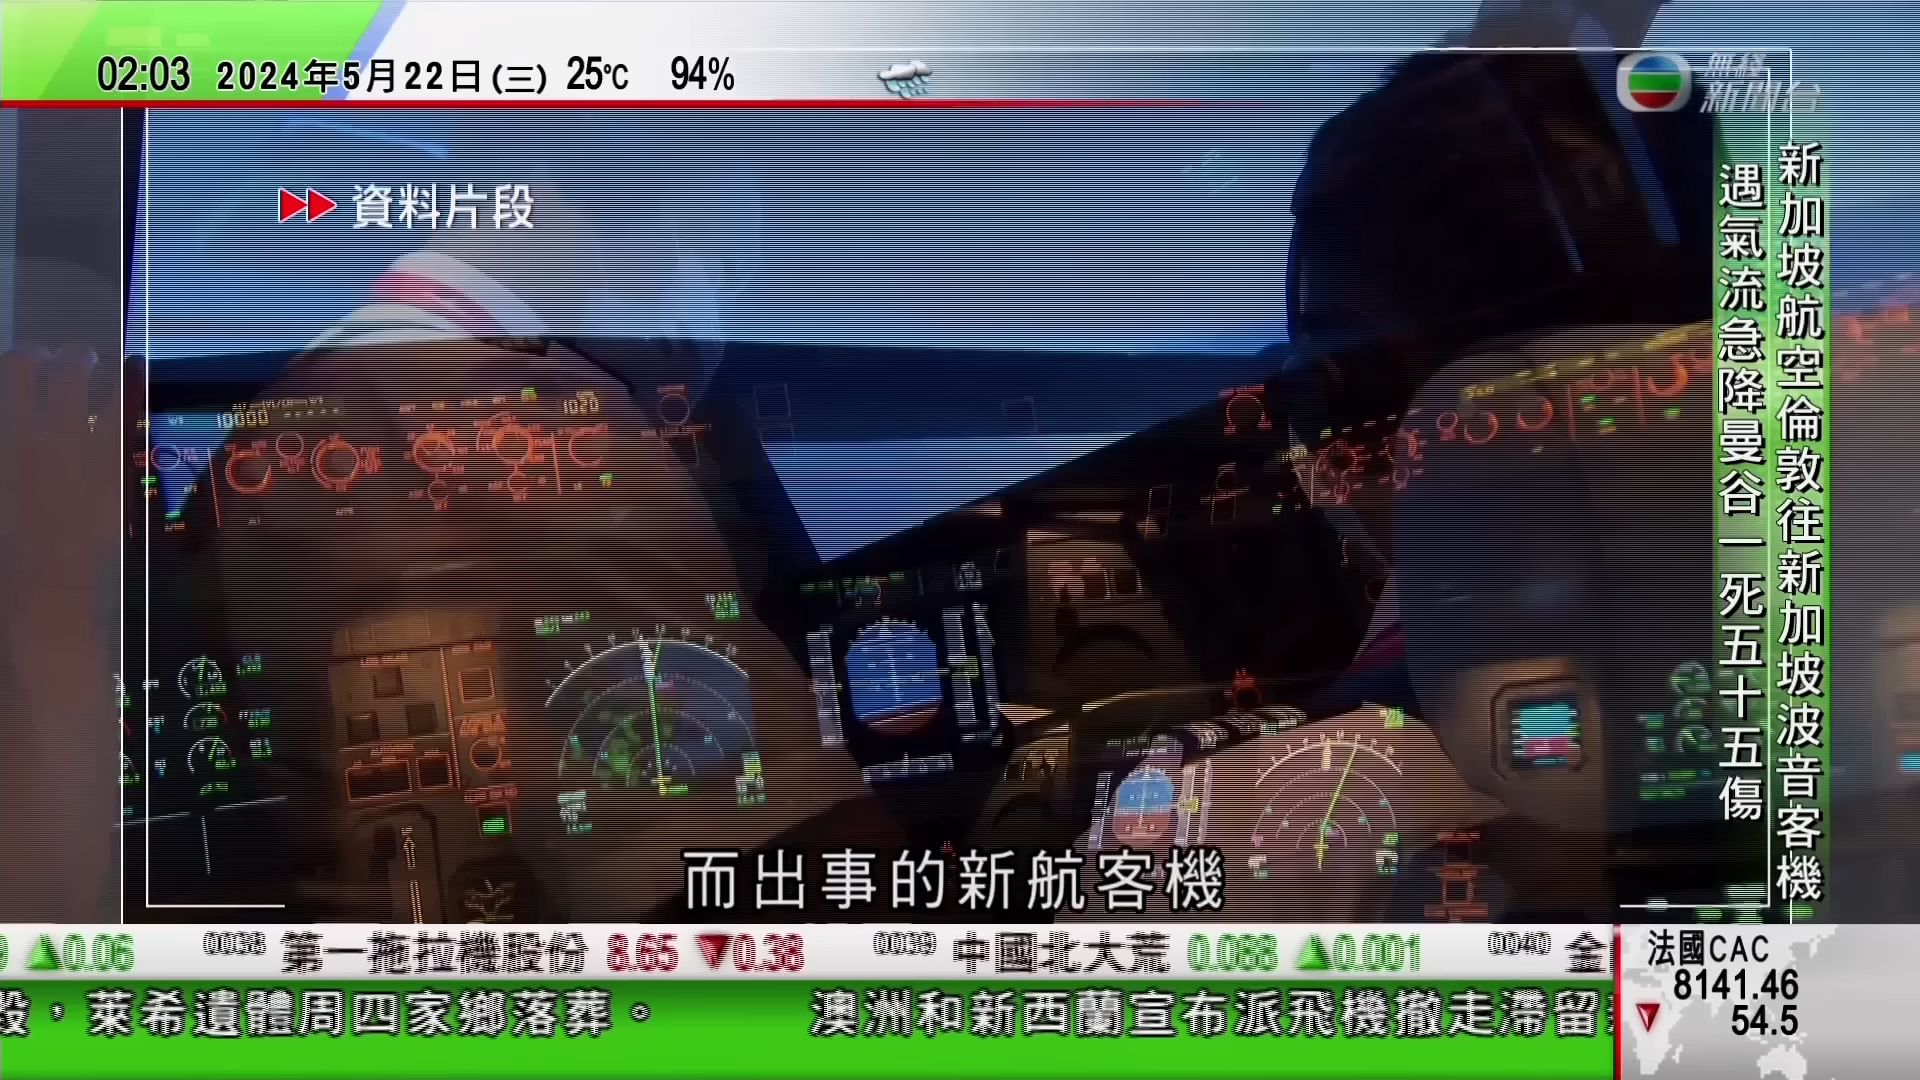 02:03 2024年5月22日(三) 25℃ 94%
無綫
新聞台
資料片段
新加坡航空倫敦往新加坡波音客機
遇氣流急降曼谷一死五十五傷
10000
1020
而出事的新航客機
▲0.06 0038 第一拖拉機股份 8.65 ▼0.38 0039 中國北大荒 0.088 ▲0.001 0040 金
法國CAC
8141.46
▼ 54.5
，萊希遺體周四家鄉落葬。 澳洲和新西蘭宣布派飛機撤走滯留